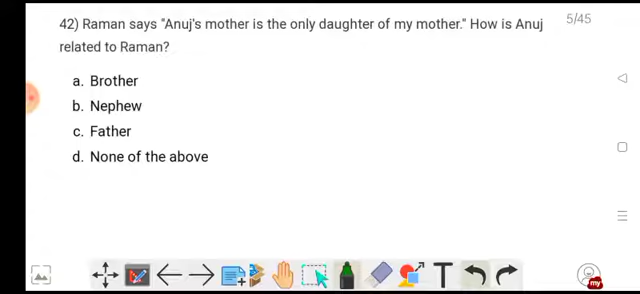 42) Raman says "Anuj's mother is the only daughter of my mother." How is Anuj
related to Raman?
5/45
a. Brother
b. Nephew
c. Father
d. None of the above
T
my